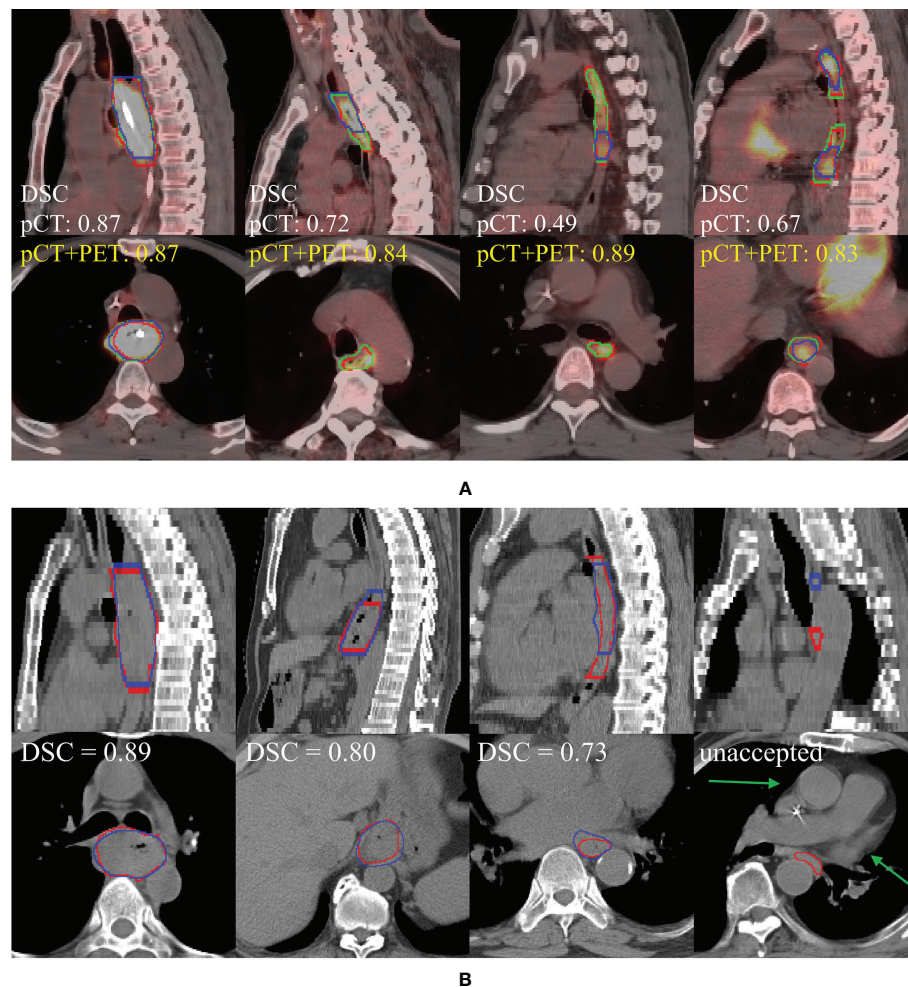 DSC
pCT: 0.87
pCT+PET: 0.87
DSC
pCT: 0.72
pCT+PET: 0.84
DSC
pCT: 0.49
pCT+PET: 0.89
DSC
pCT: 0.67
pCT+PET: 0.83
A
DSC = 0.89
DSC = 0.80
DSC = 0.73
unaccepted
B